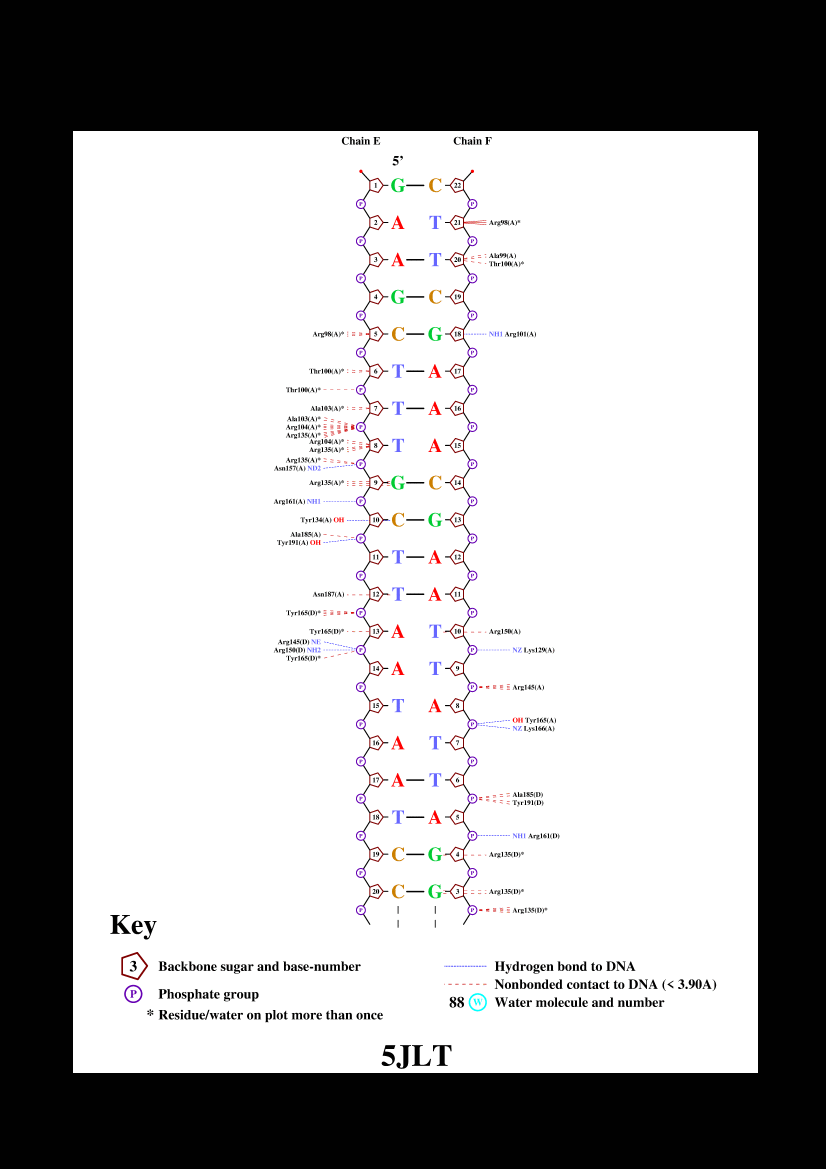 Chain E Chain F
5’
1 G C 22
P P
2 A T 21 Arg98(A)*
P P
Ala99(A)
3 A T 20
Thr100(A)*
P P
4 G C 19
P P
Arg98(A)* 5 C G 18 NH1 Arg101(A)
P P
Thr100(A)* 6 T A 17
Thr100(A)* P P
Ala103(A)* 7 T A 16
Ala103(A)*
Arg104(A)* P P
Arg135(A)*
Arg104(A)*
8 T A 15
Arg135(A)*
Arg135(A)* P P
Asn157(A) ND2
Arg135(A)* 9 G C 14
Arg161(A) NH1 P P
Tyr134(A) OH 10 C G 13
Ala185(A) P P
Tyr191(A) OH
11 T A 12
P P
Asn187(A) 12 T A 11
Tyr165(D)* P P
Tyr165(D)* 13 A T 10 Arg150(A)
Arg145(D) NE
Arg150(D) NH2 P P NZ Lys129(A)
Tyr165(D)*
14 A T 9
P P Arg145(A)
15 T A 8
P P OH Tyr165(A)
NZ Lys166(A)
16 A T 7
P P
17 A T 6
P P Ala185(D)
Tyr191(D)
18 T A 5
P P NH1 Arg161(D)
19 C G 4 Arg135(D)*
P P
20 C G 3 Arg135(D)*
P P Arg135(D)*
Key
3 Backbone sugar and base-number
P Phosphate group
* Residue/water on plot more than once
Hydrogen bond to DNA
Nonbonded contact to DNA (< 3.90A)
88 W Water molecule and number
5JLT